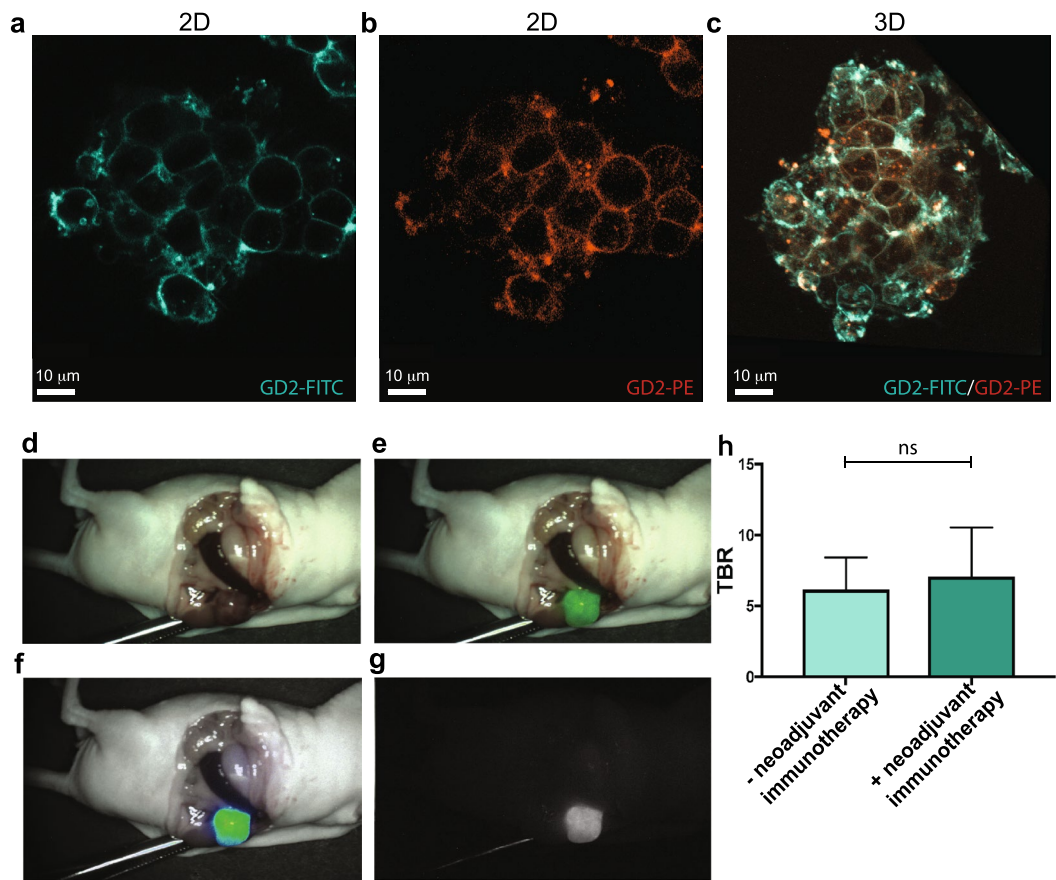 a 2D b 2D c 3D
10 μm GD2-FITC
10 μm GD2-PE
10 μm GD2-FITC/GD2-PE
d e h
ns
15
10
5
0
TBR
f g
- neoadjuvant
immunotherapy
+ neoadjuvant
immunotherapy